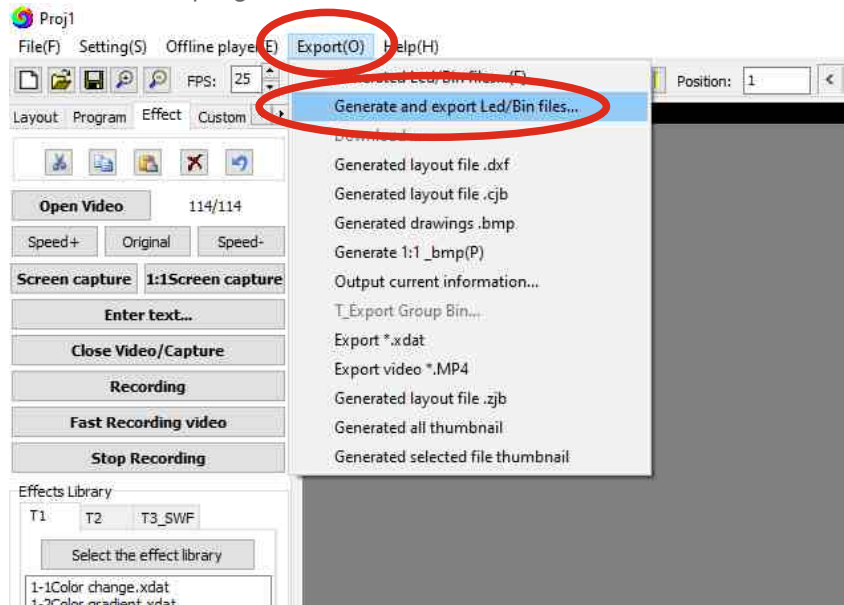 Proj1
File(F) Setting(S) Offline player(E) Export(O) Help(H)
FPS: 25 Position: 1 <
Layout Program Effect Custom
Generate and export Led/Bin files...
Generated layout file .dxf
Open Video 114/114
Generated layout file .cjb
Generated drawings .bmp
Speed+ Original Speed-
Generate 1:1 _bmp(P)
Screen capture 1:1Screen capture
Output current information...
Enter text...
T_Export Group Bin...
Export *.xdat
Close Video/Capture
Export video *.MP4
Recording
Generated layout file .zjb
Fast Recording video
Generated all thumbnail
Stop Recording
Generated selected file thumbnail
Effects Library
T1 T2 T3_SWF
Select the effect library
1-1Color change.xdat
1-2Color gradient.xdat